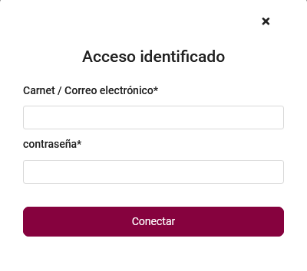 Acceso identificado
Carnet / Correo electrónico*
contraseña*
Conectar